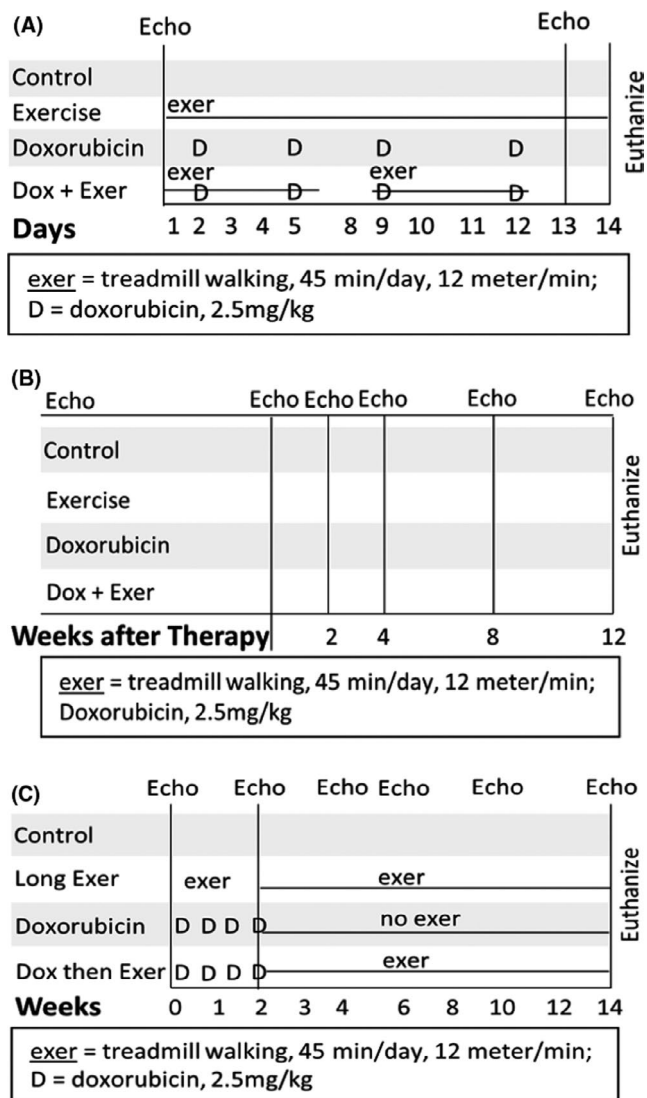 (A)
Echo Echo
Control
Exercise exer
Doxorubicin D D D D
exer exer
Dox + Exer D D D D
Days 1 2 3 4 5 8 9 10 11 12 13 14
Euthanize
exer = treadmill walking, 45 min/day, 12 meter/min;
D = doxorubicin, 2.5mg/kg
(B)
Echo Echo Echo Echo Echo Echo
Control
Exercise
Doxorubicin
Dox + Exer
Euthanize
Weeks after Therapy 2 4 8 12
exer = treadmill walking, 45 min/day, 12 meter/min;
Doxorubicin, 2.5mg/kg
(C)
Echo Echo Echo Echo Echo Echo
Control
Long Exer exer exer
Doxorubicin D D D D no exer
Dox then Exer D D D D exer
Euthanize
Weeks 0 1 2 3 4 6 8 10 12 14
exer = treadmill walking, 45 min/day, 12 meter/min;
D = doxorubicin, 2.5mg/kg